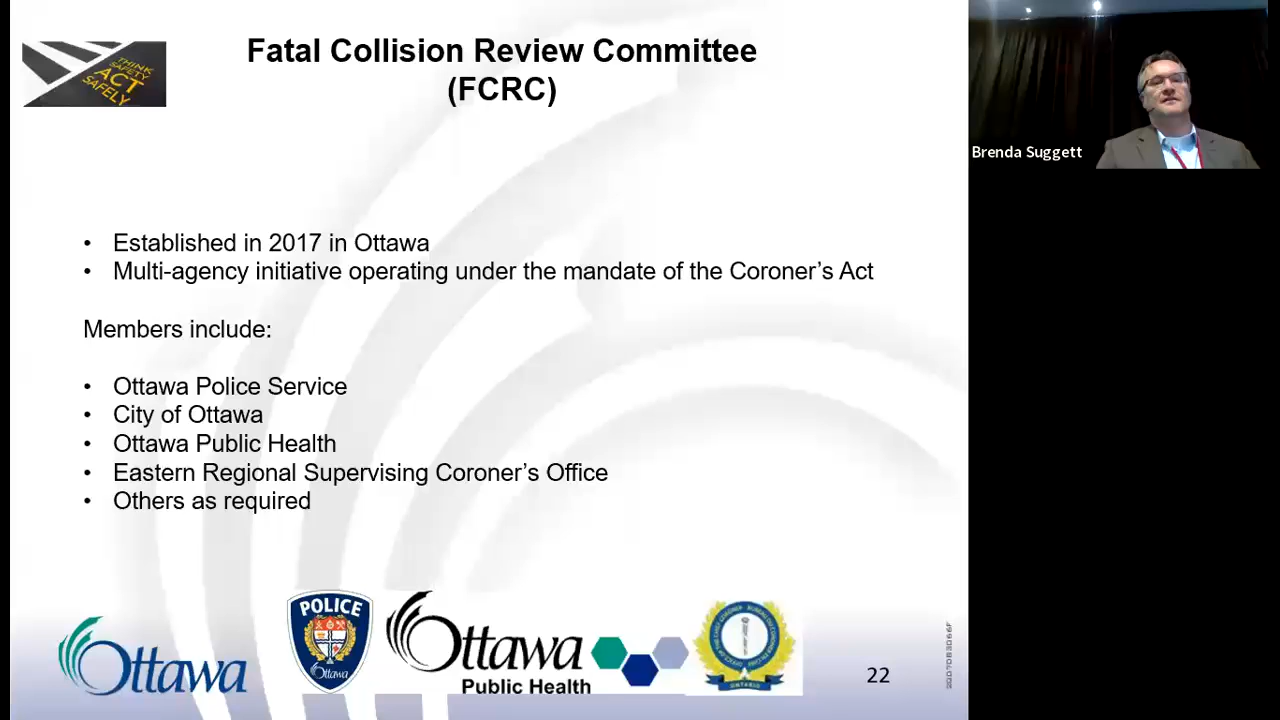 THINK
SAFETY
ACT
SAFELY
Fatal Collision Review Committee
(FCRC)
Brenda Suggett
• Established in 2017 in Ottawa
• Multi-agency initiative operating under the mandate of the Coroner’s Act
Members include:
• Ottawa Police Service
• City of Ottawa
• Ottawa Public Health
• Eastern Regional Supervising Coroner’s Office
• Others as required
Ottawa
POLICE
Ottawa
Ottawa
Public Health
ONTARIO
22